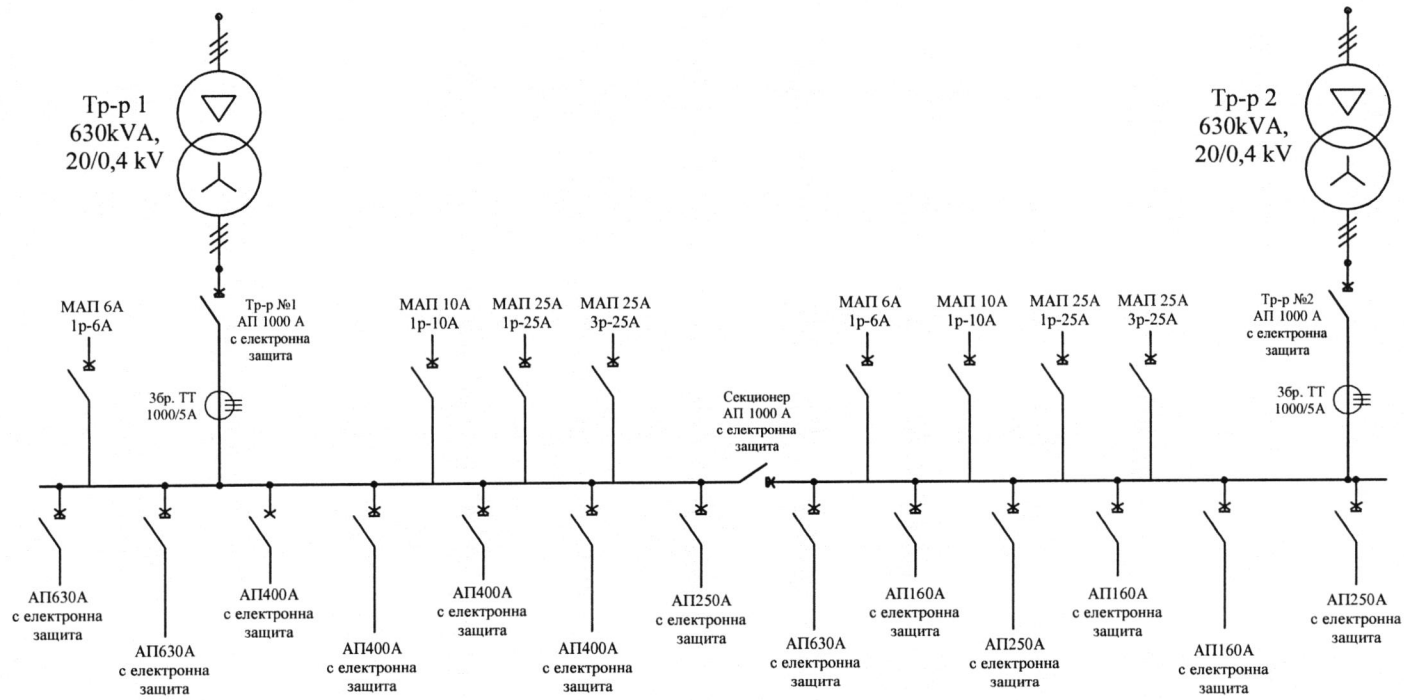 Тр-р 1
630kVA,
20/0,4 kV
Тр-р 2
630kVA,
20/0,4 kV
МАП 6А
1р-6А
Тр-р №1
АП 1000 А
с електронна
защита
МАП 10А
1р-10А
МАП 25А
1р-25А
МАП 25А
3р-25А
МАП 6А
1р-6А
МАП 10А
1р-10А
МАП 25А
1р-25А
МАП 25А
3р-25А
Тр-р №2
АП 1000 А
с електронна
защита
3бр. ТТ
1000/5А
Секционер
АП 1000 А
с електронна
защита
3бр. ТТ
1000/5А
АП630А
с електронна
защита
АП630А
с електронна
защита
АП400А
с електронна
защита
АП400А
с електронна
защита
АП400А
с електронна
защита
АП400А
с електронна
защита
АП250А
с електронна
защита
АП630А
с електронна
защита
АП160А
с електронна
защита
АП250А
с електронна
защита
АП160А
с електронна
защита
АП160А
с електронна
защита
АП250А
с електронна
защита